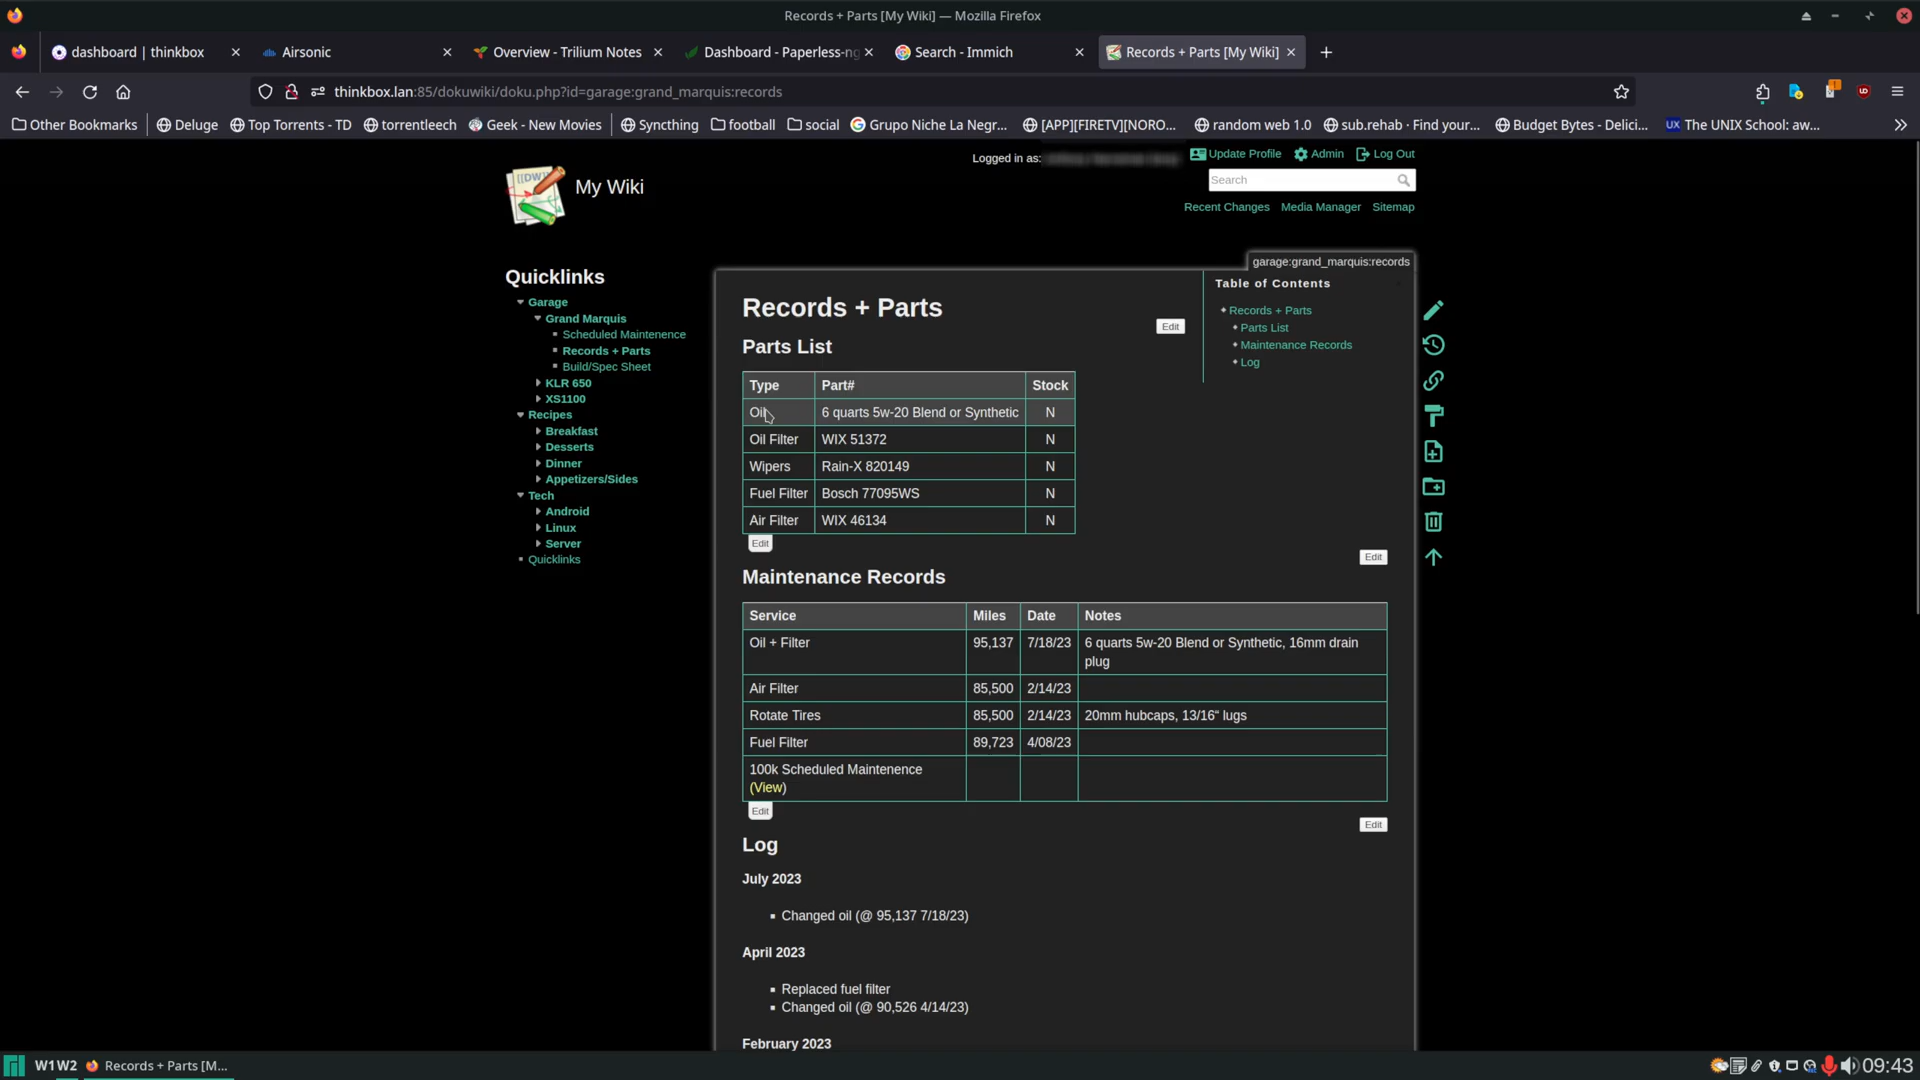 Records + Parts [My Wiki] — Mozilla Firefox
dashboard | thinkbox
Airsonic
Overview - Trilium Notes
Dashboard - Paperless-ng
Search - Immich
Records + Parts [My Wiki]
thinkbox.lan:85/dokuwiki/doku.php?id=garage:grand_marquis:records
Other Bookmarks
Deluge
Top Torrents - TD
torrentleech
Geek - New Movies
Syncthing
football
social
Grupo Niche La Negr...
[APP][FIRETV][NORO...
random web 1.0
sub.rehab · Find your...
Budget Bytes - Delici...
UX The UNIX School: aw...
Logged in as:
Update Profile
Admin
Log Out
[[DW]]
My Wiki
Search
Recent Changes
Media Manager
Sitemap
garage:grand_marquis:records
Quicklinks
Garage
Grand Marquis
Scheduled Maintenence
Records + Parts
Build/Spec Sheet
KLR 650
XS1100
Recipes
Breakfast
Desserts
Dinner
Appetizers/Sides
Tech
Android
Linux
Server
Quicklinks
Table of Contents
Records + Parts
Parts List
Maintenance Records
Log
Records + Parts
Edit
Parts List
Type Part# Stock
Oil 6 quarts 5w-20 Blend or Synthetic N
Oil Filter WIX 51372 N
Wipers Rain-X 820149 N
Fuel Filter Bosch 77095WS N
Air Filter WIX 46134 N
Edit
Edit
Maintenance Records
Service Miles Date Notes
Oil + Filter 95,137 7/18/23 6 quarts 5w-20 Blend or Synthetic, 16mm drain
plug
Air Filter 85,500 2/14/23
Rotate Tires 85,500 2/14/23 20mm hubcaps, 13/16“ lugs
Fuel Filter 89,723 4/08/23
100k Scheduled Maintenence
(View)
Edit
Edit
Log
July 2023
Changed oil (@ 95,137 7/18/23)
April 2023
Replaced fuel filter
Changed oil (@ 90,526 4/14/23)
February 2023
W1W2
Records + Parts [M...
09:43